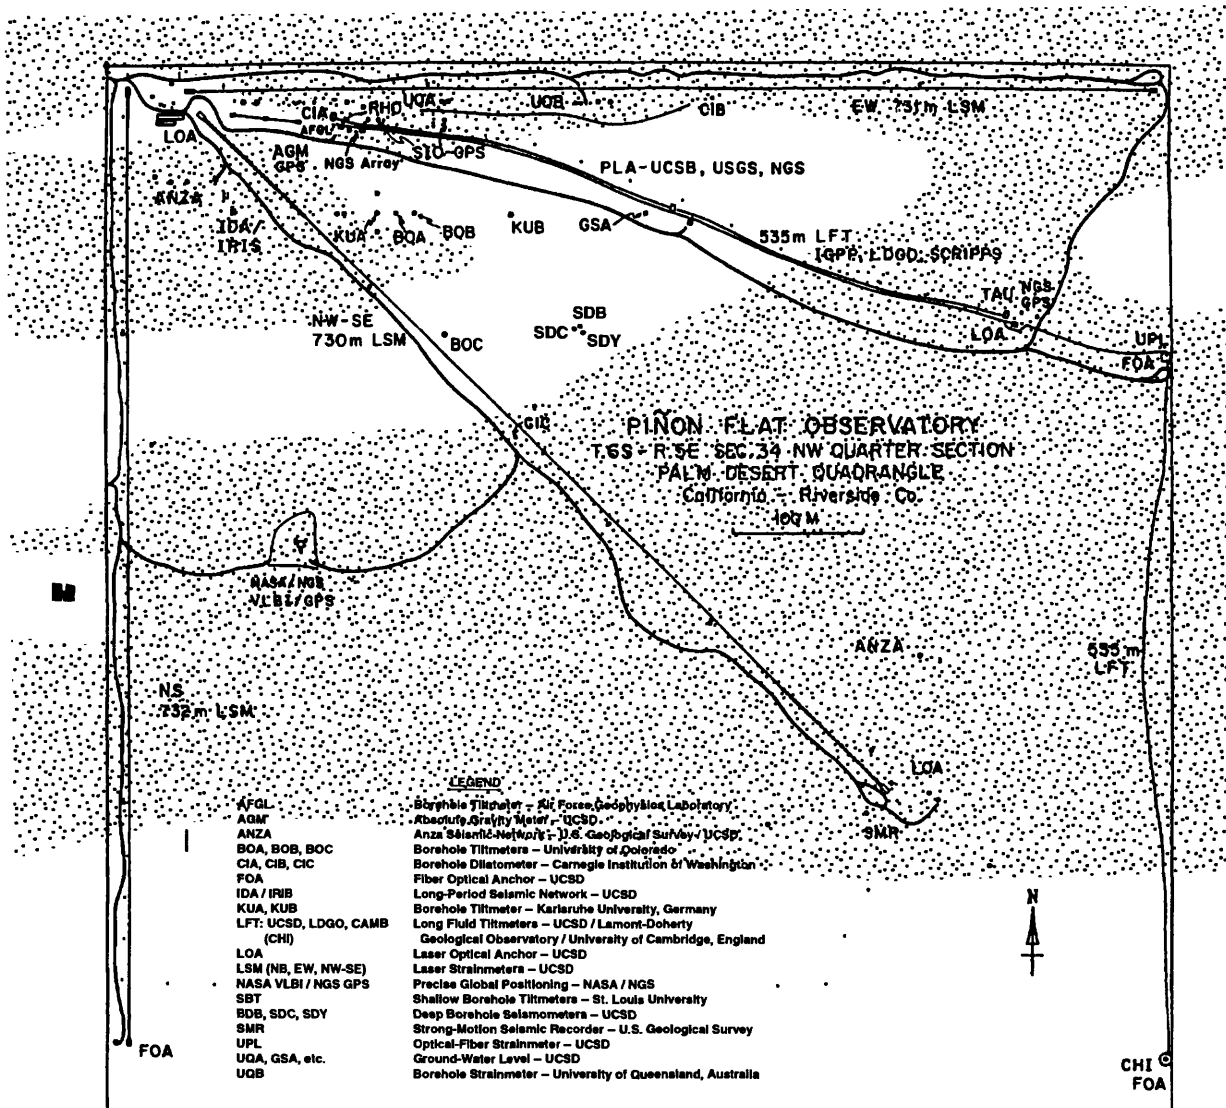 CIA
RHO
UQA
UQB
CIB
EW 731m LSM
LOA
AFGL
AGM
GPS
NGS Array
SIO-GPS
PLA-UCSB, USGS, NGS
ANZA
IDA/
IRIS
KUA
BOA
BOB
KUB
GSA
535m LFT
IGPP, LDGO, SCRIPPS
TAU
NGS
GPS
LOA
UPL
FOA
NW-SE
730m LSM
BOC
SDB
SDC
SDY
CIC
PIÑON FLAT OBSERVATORY
T.6S - R.5E SEC.34 NW QUARTER SECTION
PALM DESERT QUADRANGLE
California - Riverside Co.
100 M
NASA/NGS
VLBI/GPS
ANZA
535 m
LFT
NS
732m LSM
LOA
SMR
LEGEND
AFGL Borehole Tiltmeter – Air Force Geophysics Laboratory
AGM Absolute Gravity Meter – UCSD
ANZA Anza Seismic Network – U.S. Geological Survey / UCSD
BOA, BOB, BOC Borehole Tiltmeters – University of Colorado
CIA, CIB, CIC Borehole Dilatometer – Carnegie Institution of Washington
FOA Fiber Optical Anchor – UCSD
IDA / IRIB Long-Period Seismic Network – UCSD
KUA, KUB Borehole Tiltmeter – Karlsruhe University, Germany
LFT: UCSD, LDGO, CAMB Long Fluid Tiltmeters – UCSD / Lamont-Doherty
(CHI) Geological Observatory / University of Cambridge, England
LOA Laser Optical Anchor – UCSD
LSM (NB, EW, NW-SE) Laser Strainmeters – UCSD
NASA VLBI / NGS GPS Precise Global Positioning – NASA / NGS
SBT Shallow Borehole Tiltmeters – St. Louis University
BDB, SDC, SDY Deep Borehole Seismometers – UCSD
SMR Strong-Motion Seismic Recorder – U.S. Geological Survey
UPL Optical-Fiber Strainmeter – UCSD
UQA, GSA, etc. Ground-Water Level – UCSD
UQB Borehole Strainmeter – University of Queensland, Australia
N
FOA
CHI
FOA